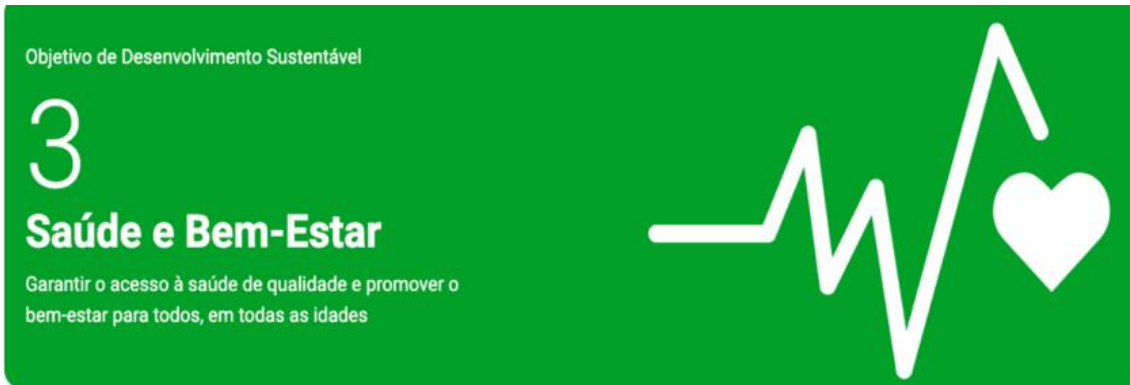 Objetivo de Desenvolvimento Sustentável
3
Saúde e Bem-Estar
Garantir o acesso à saúde de qualidade e promover o
bem-estar para todos, em todas as idades